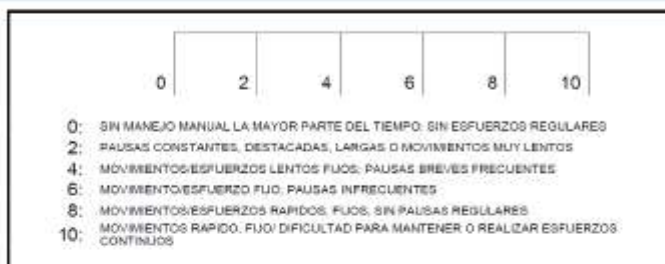 0 2 4 6 8 10
0: SIN MANEJO MANUAL LA MAYOR PARTE DEL TIEMPO; SIN ESFUERZOS REGULARES
2: PAUSAS CONSTANTES, DESTACADAS, LARGAS O MOVIMIENTOS MUY LENTOS
4: MOVIMIENTOS/ESFUERZOS LENTOS FIJOS; PAUSAS BREVES FRECUENTES
6: MOVIMIENTO/ESFUERZO FIJO; PAUSAS INFRECUENTES
8: MOVIMIENTOS/ESFUERZOS RAPIDOS, FIJOS; SIN PAUSAS REGULARES
10: MOVIMIENTOS RAPIDO, FIJO/ DIFICULTAD PARA MANTENER O REALIZAR ESFUERZOS
CONTINUOS